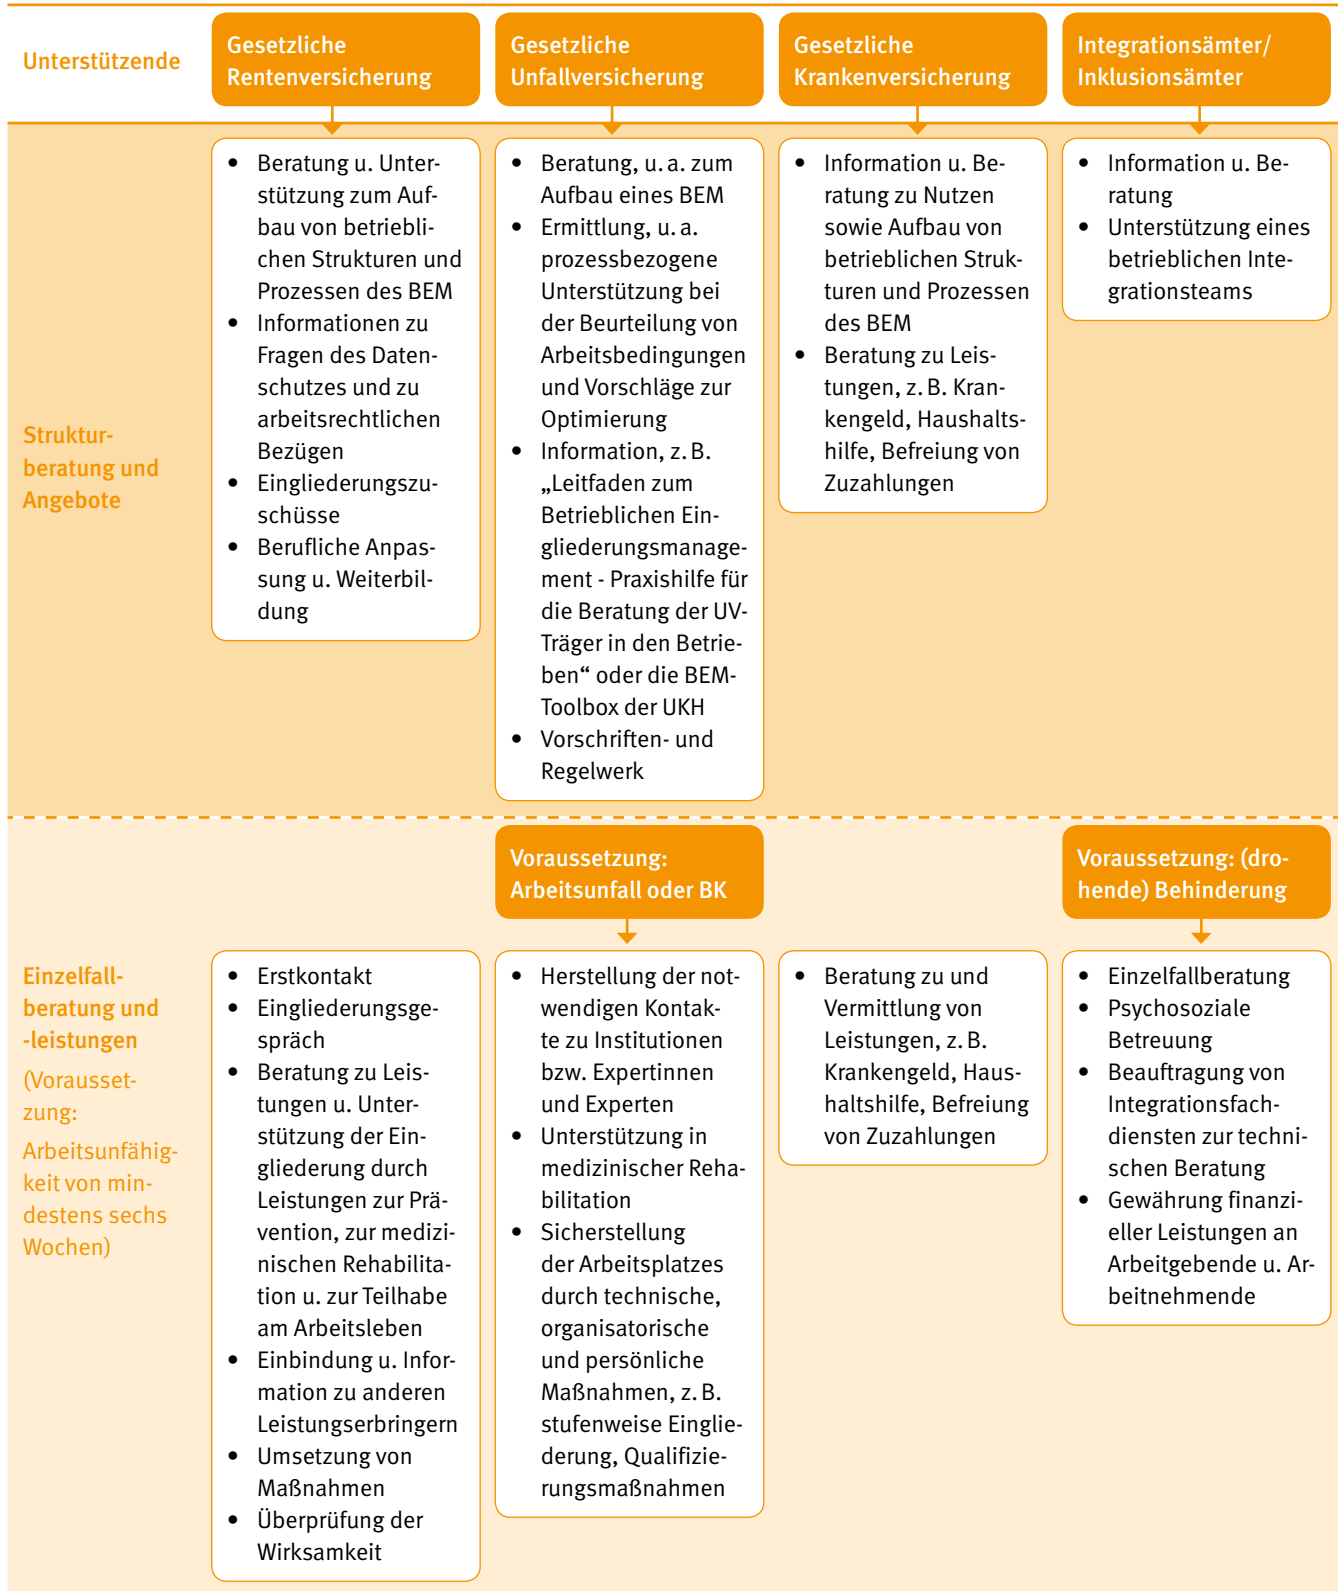 Unterstützende
Gesetzliche
Rentenversicherung
Gesetzliche
Unfallversicherung
Gesetzliche
Krankenversicherung
Integrationsämter/
Inklusionsämter
Struktur-
beratung und
Angebote
• Beratung u. Unter-
stützung zum Auf-
bau von betriebli-
chen Strukturen und
Prozessen des BEM
• Informationen zu
Fragen des Daten-
schutzes und zu
arbeitsrechtlichen
Bezügen
• Eingliederungszu-
schüsse
• Berufliche Anpas-
sung u. Weiterbil-
dung
• Beratung, u. a. zum
Aufbau eines BEM
• Ermittlung, u. a.
prozessbezogene
Unterstützung bei
der Beurteilung von
Arbeitsbedingungen
und Vorschläge zur
Optimierung
• Information, z. B.
„Leitfaden zum
Betrieblichen Ein-
gliederungsmanage-
ment - Praxishilfe für
die Beratung der UV-
Träger in den Betrie-
ben“ oder die BEM-
Toolbox der UKH
• Vorschriften- und
Regelwerk
• Information u. Be-
ratung zu Nutzen
sowie Aufbau von
betrieblichen Struk-
turen und Prozessen
des BEM
• Beratung zu Leis-
tungen, z. B. Kran-
kengeld, Haushalts-
hilfe, Befreiung von
Zuzahlungen
• Information u. Be-
ratung
• Unterstützung eines
betrieblichen Inte-
grationsteams
Einzelfall-
beratung und
-leistungen
(Vorausset-
zung:
Arbeitsunfähig-
keit von min-
destens sechs
Wochen)
• Erstkontakt
• Eingliederungsge-
spräch
• Beratung zu Leis-
tungen u. Unter-
stützung der Ein-
gliederung durch
Leistungen zur Prä-
vention, zur medizi-
nischen Rehabilita-
tion u. zur Teilhabe
am Arbeitsleben
• Einbindung u. Infor-
mation zu anderen
Leistungserbringern
• Umsetzung von
Maßnahmen
• Überprüfung der
Wirksamkeit
Voraussetzung:
Arbeitsunfall oder BK
• Herstellung der not-
wendigen Kontak-
te zu Institutionen
bzw. Expertinnen
und Experten
• Unterstützung in
medizinischer Reha-
bilitation
• Sicherstellung
der Arbeitsplatzes
durch technische,
organisatorische
und persönliche
Maßnahmen, z. B.
stufenweise Einglie-
derung, Qualifizie-
rungsmaßnahmen
• Beratung zu und
Vermittlung von
Leistungen, z. B.
Krankengeld, Haus-
haltshilfe, Befreiung
von Zuzahlungen
Voraussetzung: (dro-
hende) Behinderung
• Einzelfallberatung
• Psychosoziale
Betreuung
• Beauftragung von
Integrationsfach-
diensten zur techni-
schen Beratung
• Gewährung finanzi-
eller Leistungen an
Arbeitgebende u. Ar-
beitnehmende